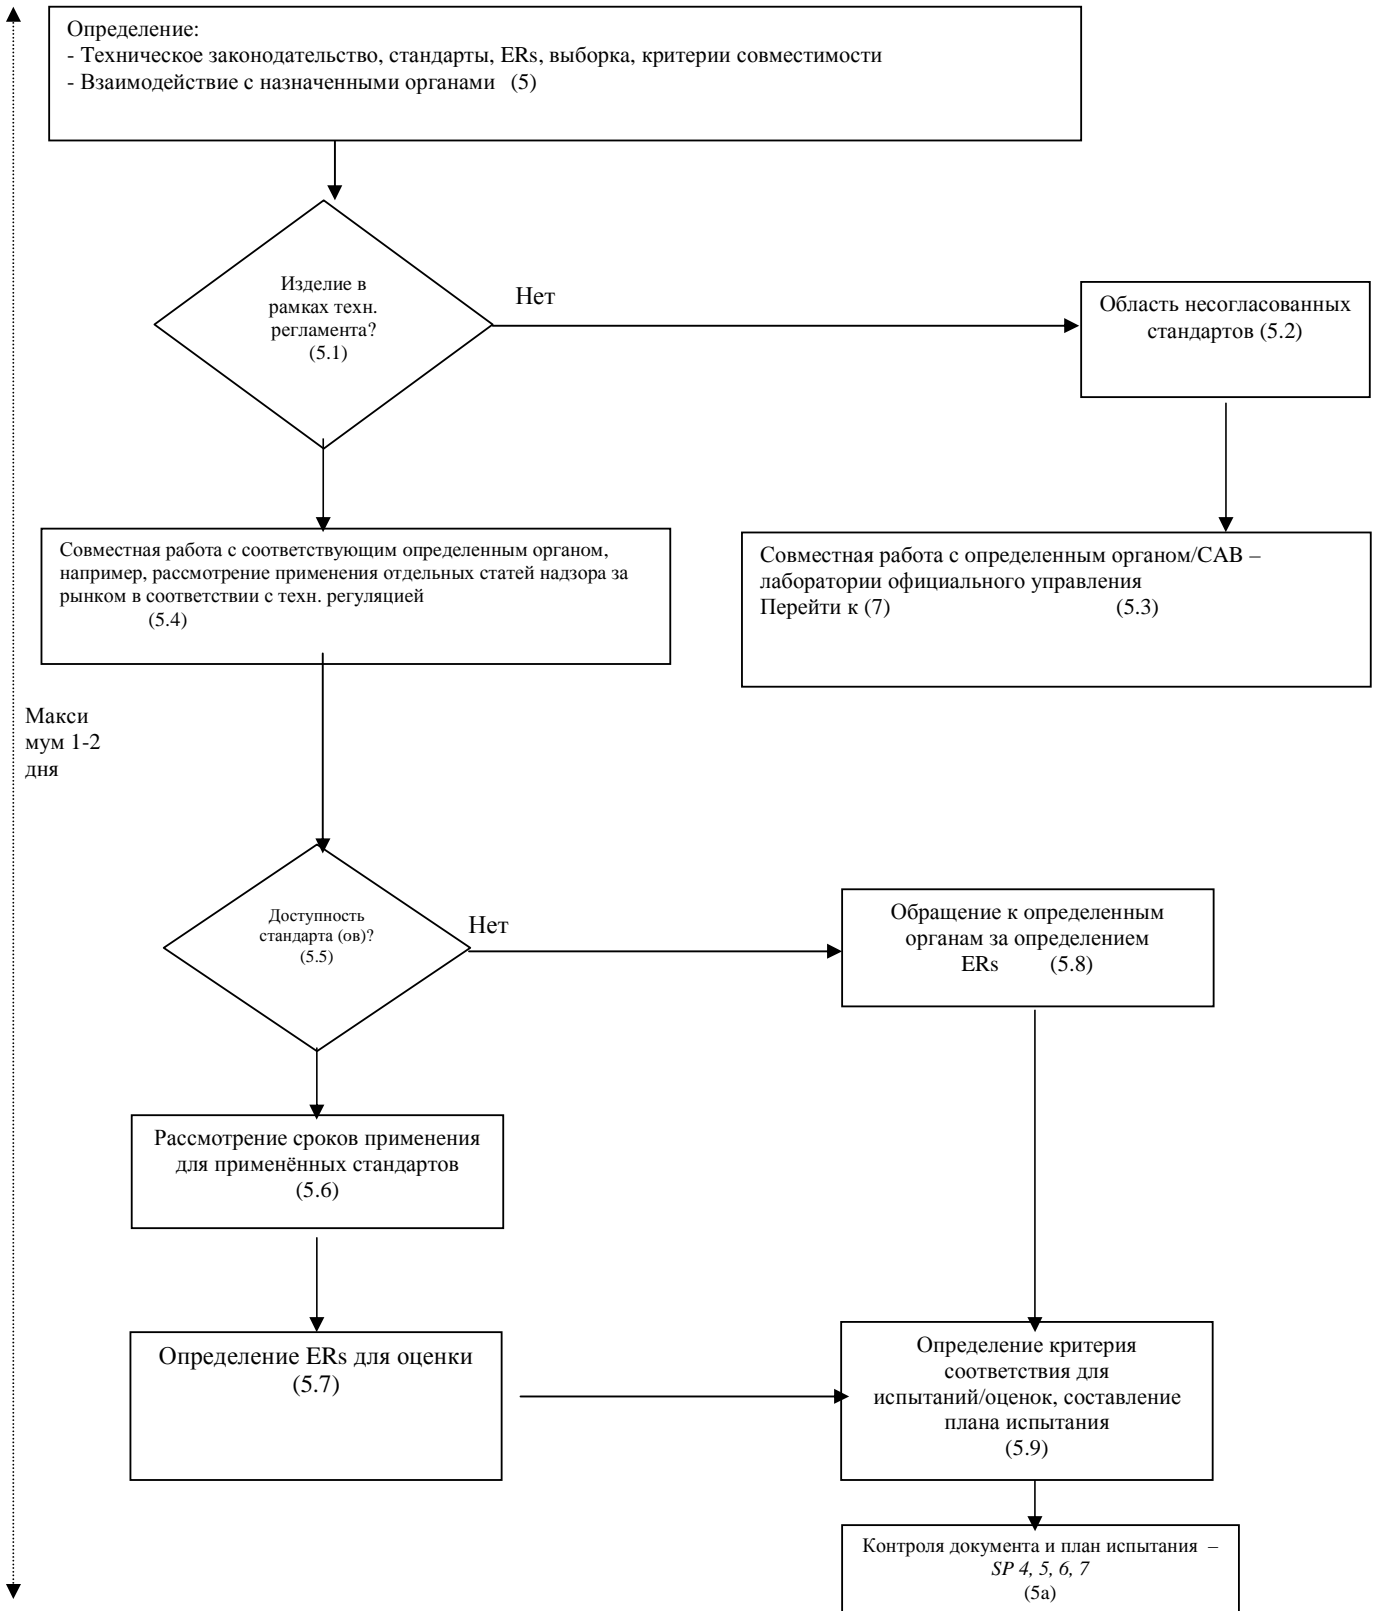 Определение:
- Техническое законодательство, стандарты, ERs, выборка, критерии совместимости
- Взаимодействие с назначенными органами (5)
Изделие в
рамках техн.
регламента?
(5.1)
Нет
Область несогласованных
стандартов (5.2)
Совместная работа с соответствующим определенным органом,
например, рассмотрение применения отдельных статей надзора за
рынком в соответствии с техн. регуляцией
(5.4)
Совместная работа с определенным органом/CAB –
лаборатории официального управления
Перейти к (7) (5.3)
Макси
мум 1-2
дня
Доступность
стандарта (ов)?
(5.5)
Нет
Обращение к определенным
органам за определением
ERs (5.8)
Рассмотрение сроков применения
для применённых стандартов
(5.6)
Определение ERs для оценки
(5.7)
Определение критерия
соответствия для
испытаний/оценок, составление
плана испытания
(5.9)
Контроля документа и план испытания –
SP 4, 5, 6, 7
(5a)